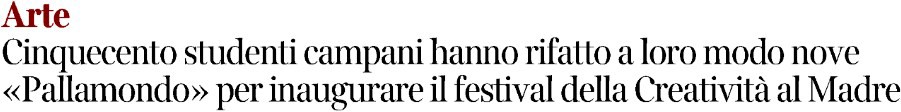 Arte
Cinquecento studenti campani hanno rifatto a loro modo nove
«Pallamondo» per inaugurare il festival della Creatività al Madre